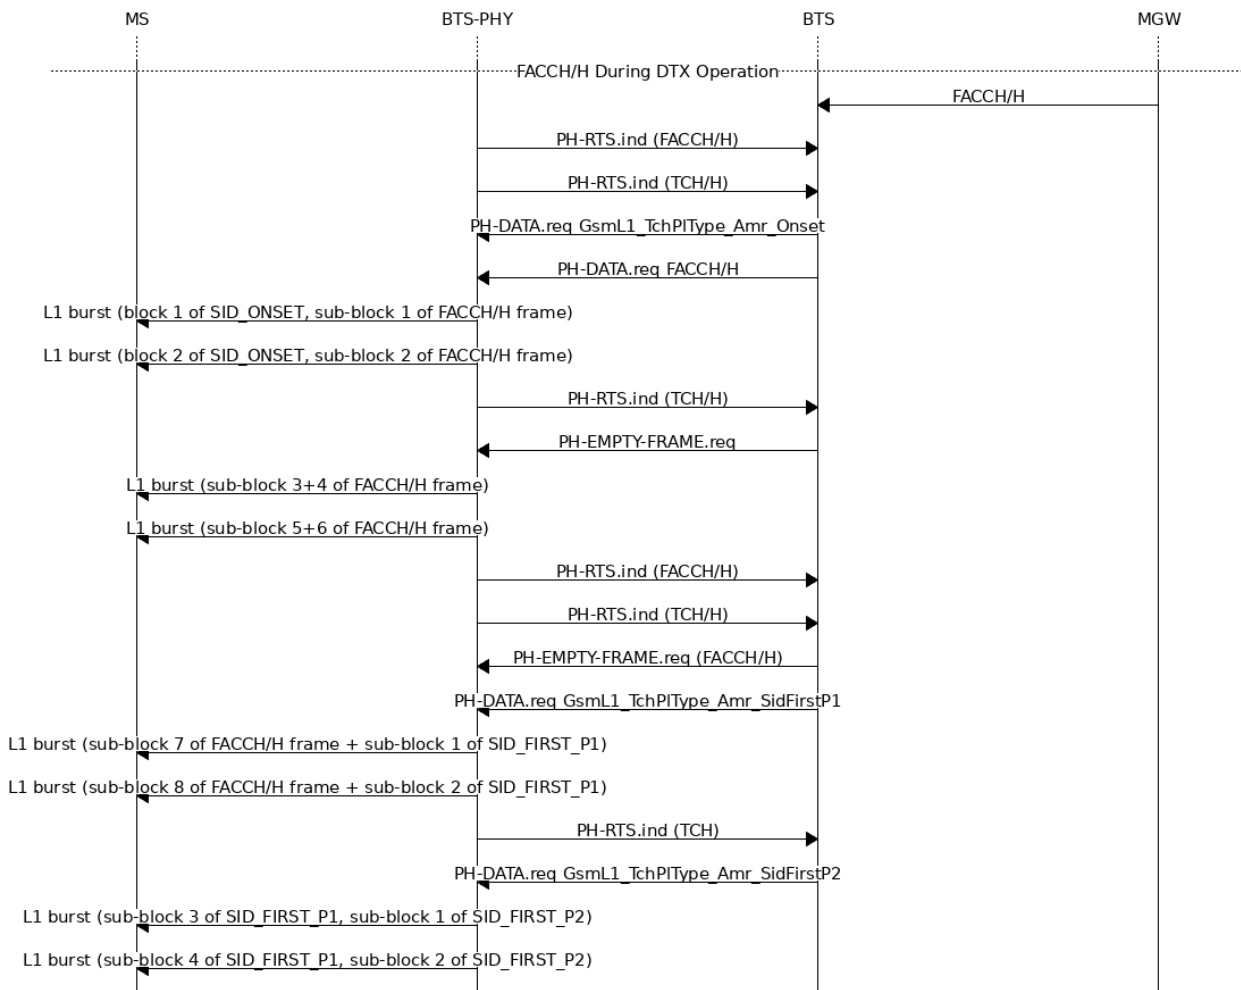 MS BTS-PHY BTS MGW
FACCH/H During DTX Operation
FACCH/H
PH-RTS.ind (FACCH/H)
PH-RTS.ind (TCH/H)
PH-DATA.req GsmL1_TchPlType_Amr_Onset
PH-DATA.req FACCH/H
L1 burst (block 1 of SID_ONSET, sub-block 1 of FACCH/H frame)
L1 burst (block 2 of SID_ONSET, sub-block 2 of FACCH/H frame)
PH-RTS.ind (TCH/H)
PH-EMPTY-FRAME.req
L1 burst (sub-block 3+4 of FACCH/H frame)
L1 burst (sub-block 5+6 of FACCH/H frame)
PH-RTS.ind (FACCH/H)
PH-RTS.ind (TCH/H)
PH-EMPTY-FRAME.req (FACCH/H)
PH-DATA.req GsmL1_TchPlType_Amr_SidFirstP1
L1 burst (sub-block 7 of FACCH/H frame + sub-block 1 of SID_FIRST_P1)
L1 burst (sub-block 8 of FACCH/H frame + sub-block 2 of SID_FIRST_P1)
PH-RTS.ind (TCH)
PH-DATA.req GsmL1_TchPlType_Amr_SidFirstP2
L1 burst (sub-block 3 of SID_FIRST_P1, sub-block 1 of SID_FIRST_P2)
L1 burst (sub-block 4 of SID_FIRST_P1, sub-block 2 of SID_FIRST_P2)